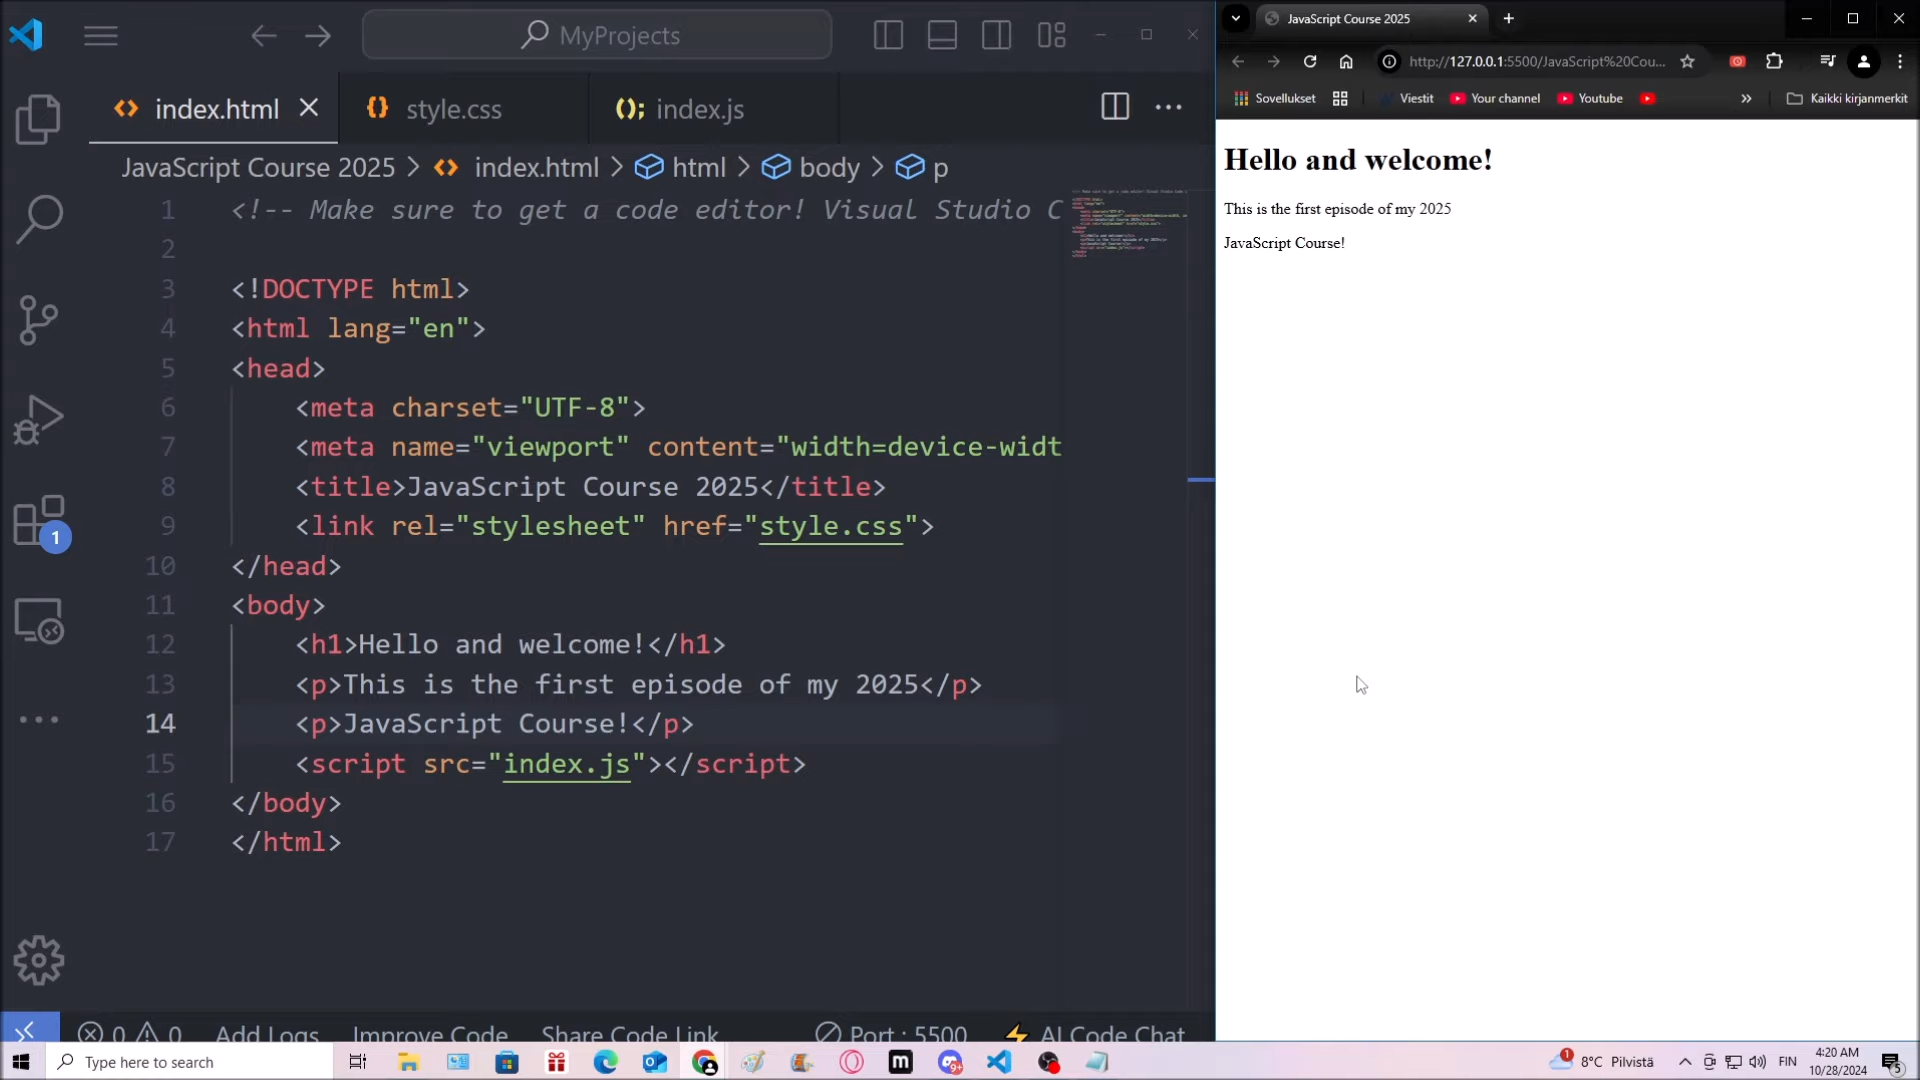 MyProjects
index.html
style.css
index.js
JavaScript Course 2025 > index.html > html > body > p
1 <!-- Make sure to get a code editor! Visual Studio C
2
3 <!DOCTYPE html>
4 <html lang="en">
5 <head>
6 <meta charset="UTF-8">
7 <meta name="viewport" content="width=device-widt
8 <title>JavaScript Course 2025</title>
9 <link rel="stylesheet" href="style.css">
10 </head>
11 <body>
12 <h1>Hello and welcome!</h1>
13 <p>This is the first episode of my 2025</p>
14 <p>JavaScript Course!</p>
15 <script src="index.js"></script>
16 </body>
17 </html>
1
0 0 Add Logs Improve Code Share Code Link Port : 5500 AI Code Chat
JavaScript Course 2025
http://127.0.0.1:5500/JavaScript%20Cou...
Sovellukset Viestit Your channel Youtube » Kaikki kirjanmerkit
Hello and welcome!
This is the first episode of my 2025
JavaScript Course!
Type here to search
m
9+
1
8°C Pilvistä
FIN
4:20 AM
10/28/2024
5